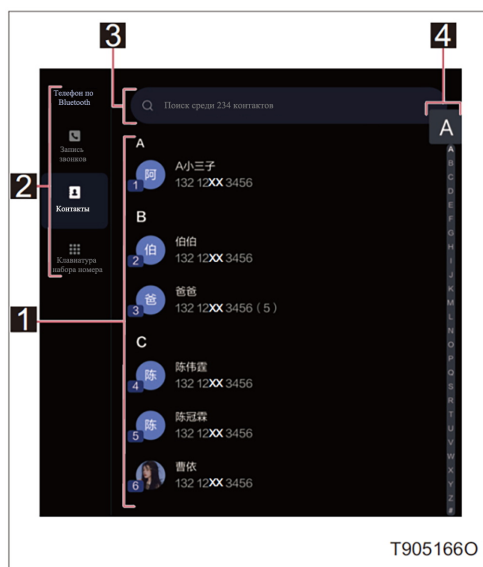 3
4
Телефон по
Bluetooth
Поиск среди 234 контактов
A
A
Запись
звонков
1
阿
A小三子
132 12XX 3456
2
Контакты
B
2
伯
伯伯
132 12XX 3456
Клавиатура
набора номера
3
爸
爸爸
132 12XX 3456 ( 5 )
1
C
4
陈
陈伟霆
132 12XX 3456
5
陈
陈冠霖
132 12XX 3456
6
曹依
132 12XX 3456
A
B
C
D
E
F
G
H
I
J
K
M
L
N
O
P
Q
S
R
T
U
V
W
X
Y
Z
#
T905166O